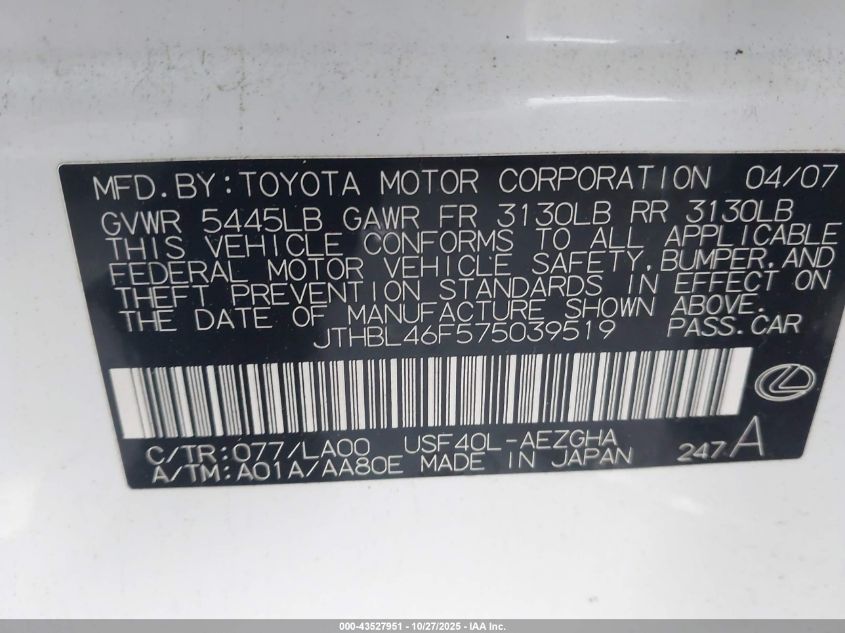 MFD.BY:TOYOTA MOTOR CORPORATION 04/07
GVWR 5445LB GAWR FR 3130LB RR 3130LB
THIS VEHICLE CONFORMS TO ALL APPLICABLE
FEDERAL MOTOR VEHICLE SAFETY,BUMPER,AND
THEFT PREVENTION STANDARDS IN EFFECT ON
THE DATE OF MANUFACTURE SHOWN ABOVE.
JTHBL46F575039519 PASS.CAR
C/TR:077/LA00 USF40L-AEZGHA
A/TM:A01A/AA80E MADE IN JAPAN 247 A
000-43527951 - 10/27/2025 - IAA Inc.